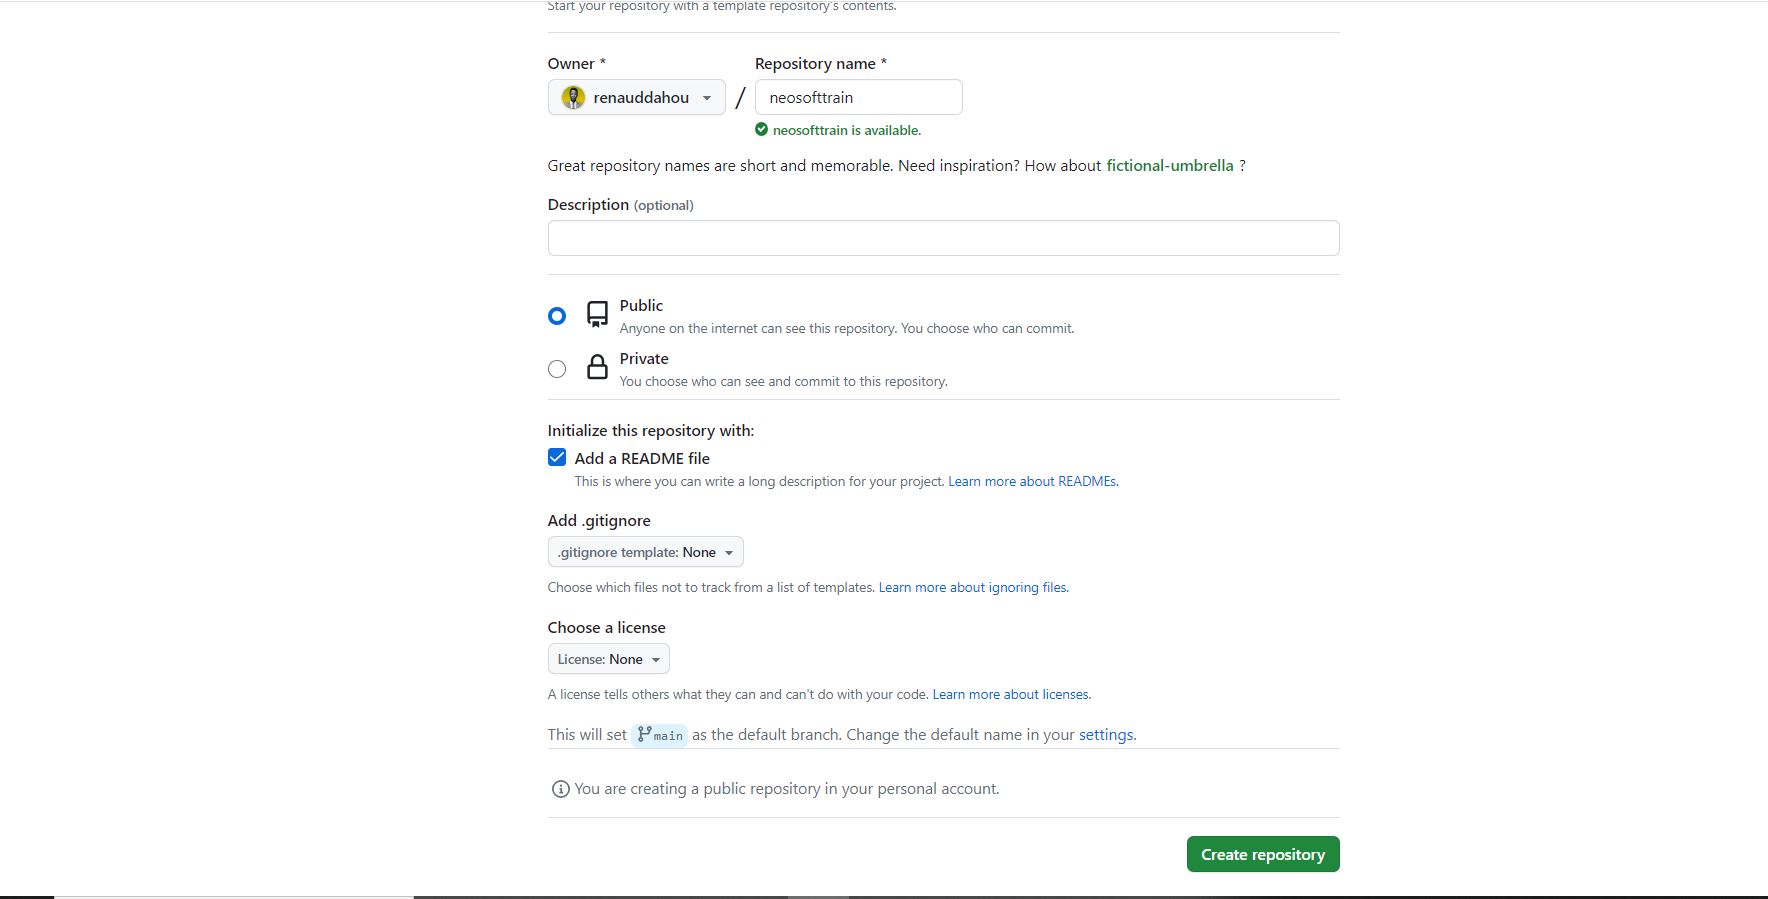 Start your repository with a template repository's contents.
Owner *
Repository name *
renauddahou / neosofttrain
neosofttrain is available.
Great repository names are short and memorable. Need inspiration? How about fictional-umbrella ?
Description (optional)
Public
Anyone on the internet can see this repository. You choose who can commit.
Private
You choose who can see and commit to this repository.
Initialize this repository with:
Add a README file
This is where you can write a long description for your project. Learn more about READMEs.
Add .gitignore
.gitignore template: None
Choose which files not to track from a list of templates. Learn more about ignoring files.
Choose a license
License: None
A license tells others what they can and can't do with your code. Learn more about licenses.
This will set main as the default branch. Change the default name in your settings.
You are creating a public repository in your personal account.
Create repository